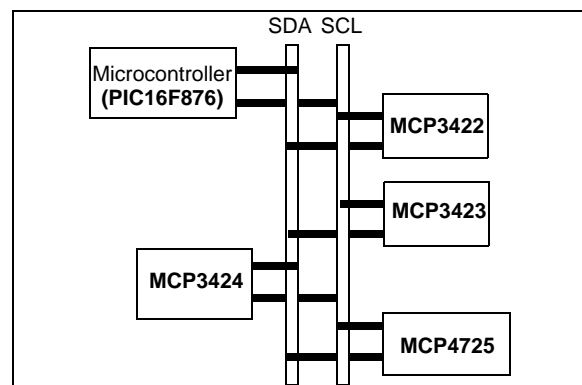 SDA SCL
Microcontroller
(PIC16F876)
MCP3422
MCP3423
MCP3424
MCP4725